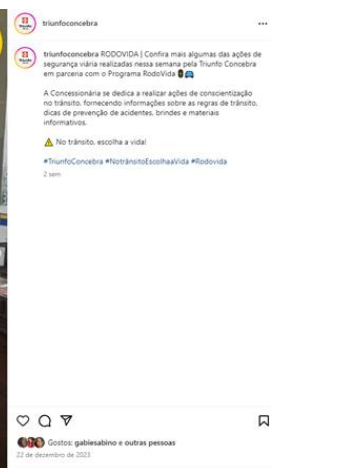 triunfoconcebra
triunfoconcebra RODOVIDA | Confira mais algumas das ações de
segurança viária realizadas nessa semana pela Triunfo Concebra
em parceria com o Programa RodoVida
A Concessionária se dedica a realizar ações de conscientização
no trânsito, fornecendo informações sobre as regras de trânsito,
dicas de prevenção de acidentes, brindes e materiais
informativos.
⚠️ No trânsito, escolha a vida!
#TriunfoConcebra #NotrânsitoEscolhaaVida #Rodovida
2 sem
Gostos: gabiesabino e outras pessoas
22 de dezembro de 2023